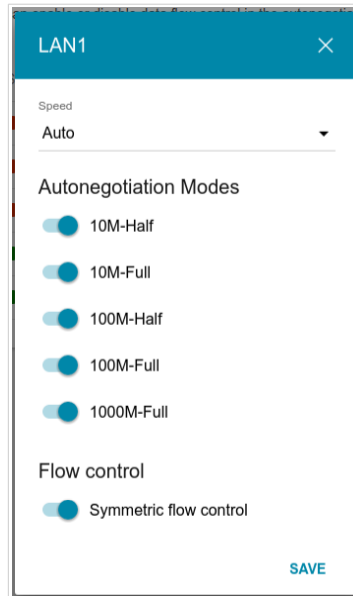 LAN1
Speed
Auto
Autonegotiation Modes
10M-Half
10M-Full
100M-Half
100M-Full
1000M-Full
Flow control
Symmetric flow control
SAVE